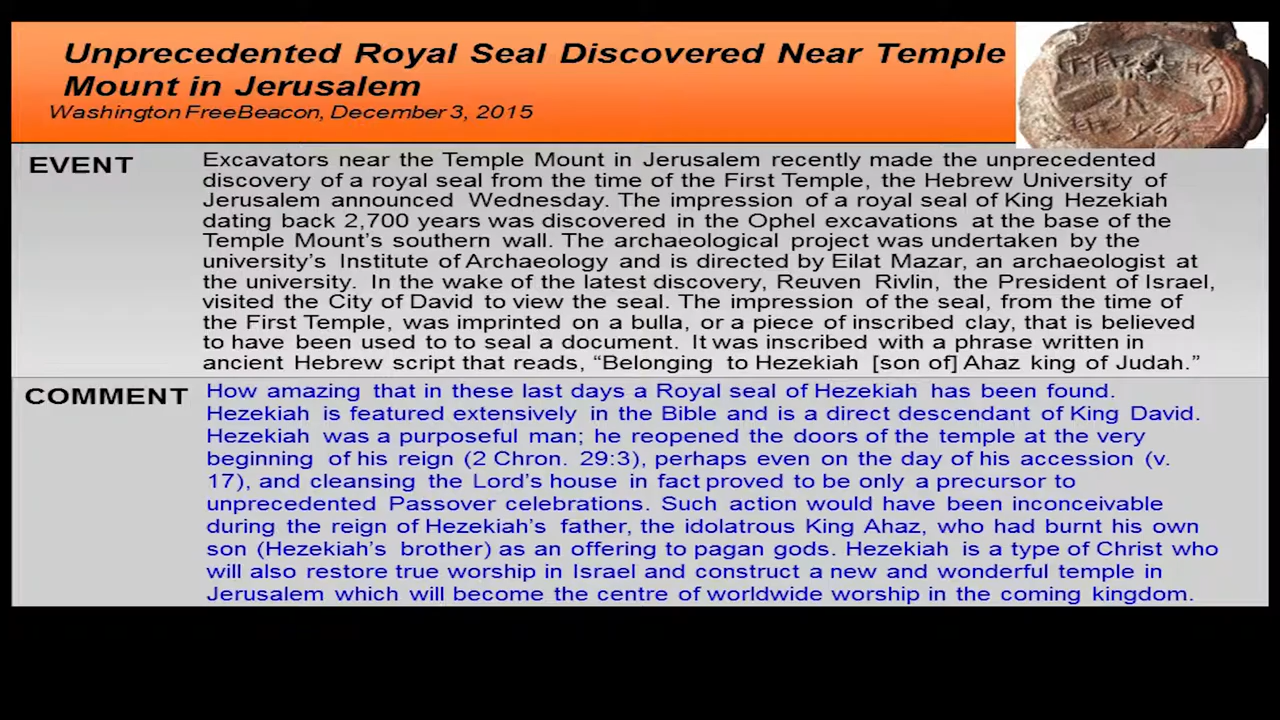 Unprecedented Royal Seal Discovered Near Temple
Mount in Jerusalem
Washington FreeBeacon, December 3, 2015
EVENT
Excavators near the Temple Mount in Jerusalem recently made the unprecedented
discovery of a royal seal from the time of the First Temple, the Hebrew University of
Jerusalem announced Wednesday. The impression of a royal seal of King Hezekiah
dating back 2,700 years was discovered in the Ophel excavations at the base of the
Temple Mount's southern wall. The archaeological project was undertaken by the
university's Institute of Archaeology and is directed by Eilat Mazar, an archaeologist at
the university. In the wake of the latest discovery, Reuven Rivlin, the President of Israel,
visited the City of David to view the seal. The impression of the seal, from the time of
the First Temple, was imprinted on a bulla, or a piece of inscribed clay, that is believed
to have been used to to seal a document. It was inscribed with a phrase written in
ancient Hebrew script that reads, “Belonging to Hezekiah [son of] Ahaz king of Judah.”
COMMENT
How amazing that in these last days a Royal seal of Hezekiah has been found.
Hezekiah is featured extensively in the Bible and is a direct descendant of King David.
Hezekiah was a purposeful man; he reopened the doors of the temple at the very
beginning of his reign (2 Chron. 29:3), perhaps even on the day of his accession (v.
17), and cleansing the Lord's house in fact proved to be only a precursor to
unprecedented Passover celebrations. Such action would have been inconceivable
during the reign of Hezekiah's father, the idolatrous King Ahaz, who had burnt his own
son (Hezekiah's brother) as an offering to pagan gods. Hezekiah is a type of Christ who
will also restore true worship in Israel and construct a new and wonderful temple in
Jerusalem which will become the centre of worldwide worship in the coming kingdom.